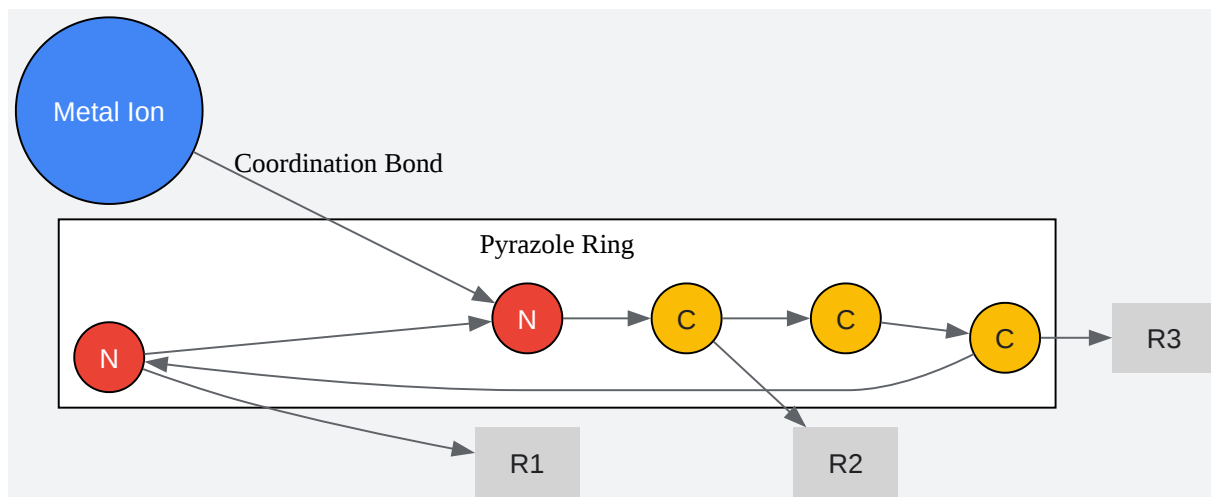 Metal Ion
Coordination Bond
Pyrazole Ring
N
C
C
N
C
R3
R1
R2